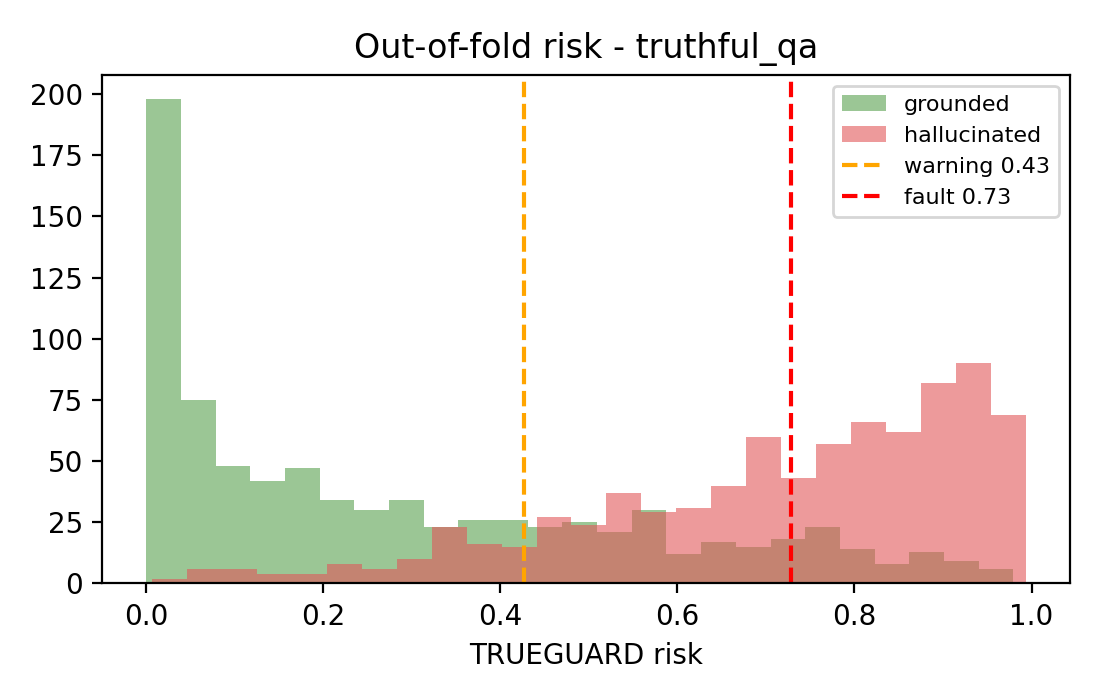 Out-of-fold risk - truthful_qa
200
175
150
125
100
75
50
25
0
grounded
hallucinated
warning 0.43
fault 0.73
0.0 0.2 0.4 0.6 0.8 1.0
TRUEGUARD risk